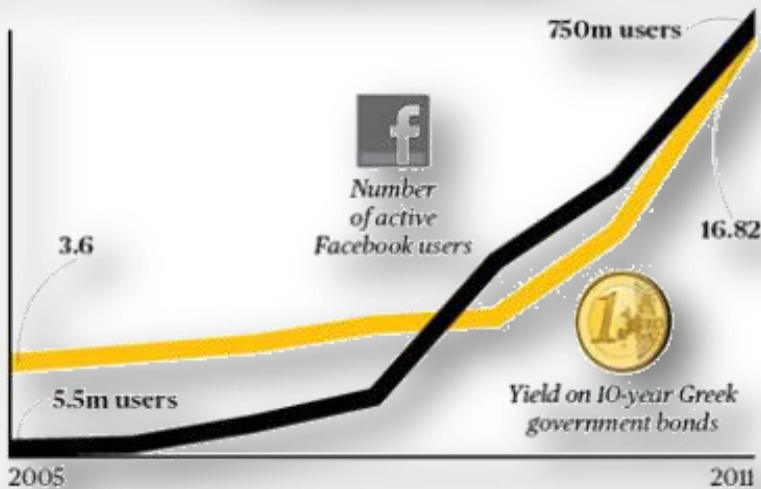 750m users
f
Number
of active
Facebook users
3.6
16.82
1
5.5m users
Yield on 10-year Greek
government bonds
2005
2011